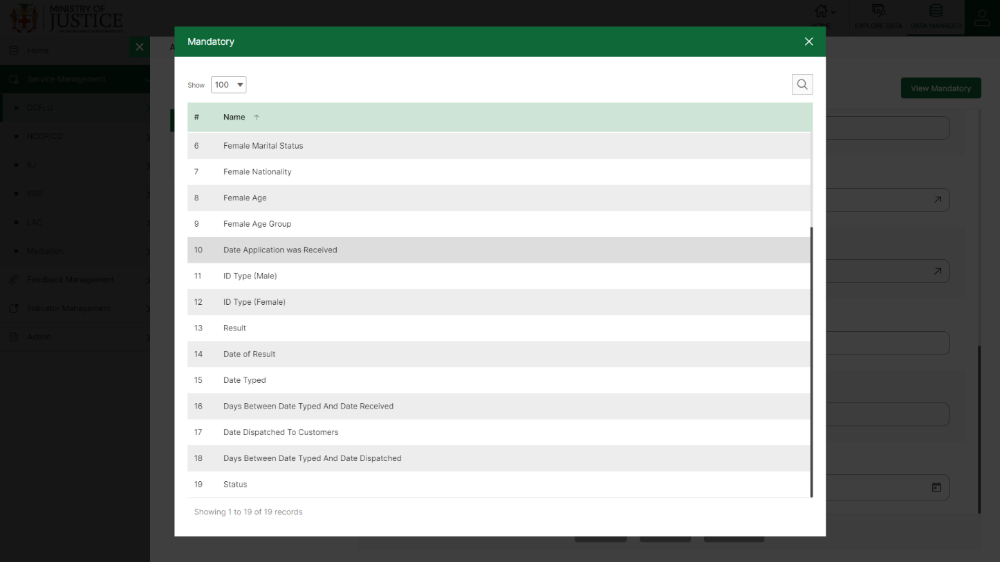 MINISTRY OF
JUSTICE
HOME
EXPLORE DATA
DATA MANAGER
Home
Service Management
CCFLU
NCDP/CD
RJ
VSD
LAC
Mediation
Feedback Management
Indicator Management
Admin
View Mandatory
Mandatory
Show 100
# Name
6 Female Marital Status
7 Female Nationality
8 Female Age
9 Female Age Group
10 Date Application was Received
11 ID Type (Male)
12 ID Type (Female)
13 Result
14 Date of Result
15 Date Typed
16 Days Between Date Typed And Date Received
17 Date Dispatched To Customers
18 Days Between Date Typed And Date Dispatched
19 Status
Showing 1 to 19 of 19 records